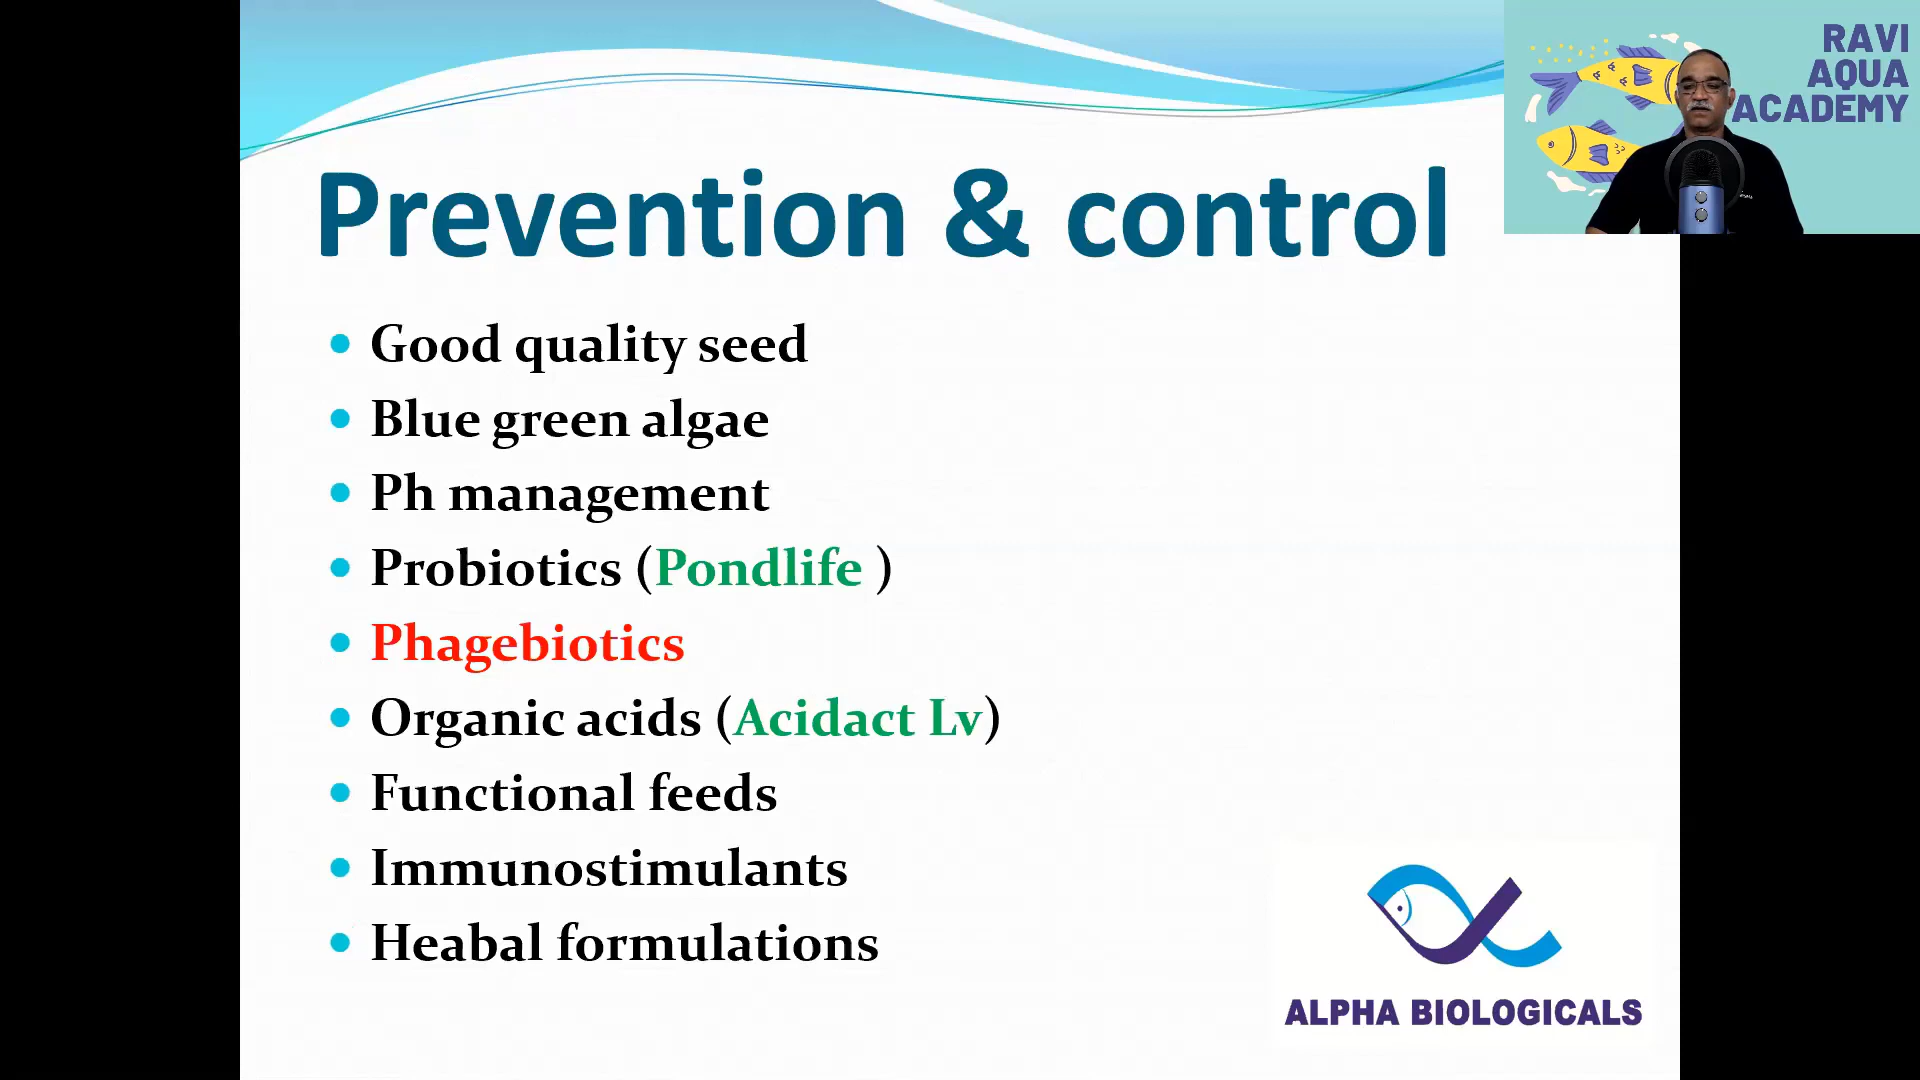 RAVI
AQUA
ACADEMY
Prevention & control
Good quality seed
Blue green algae
Ph management
Probiotics (Pondlife )
Phagebiotics
Organic acids (Acidact Lv)
Functional feeds
Immunostimulants
Heabal formulations
ALPHA BIOLOGICALS